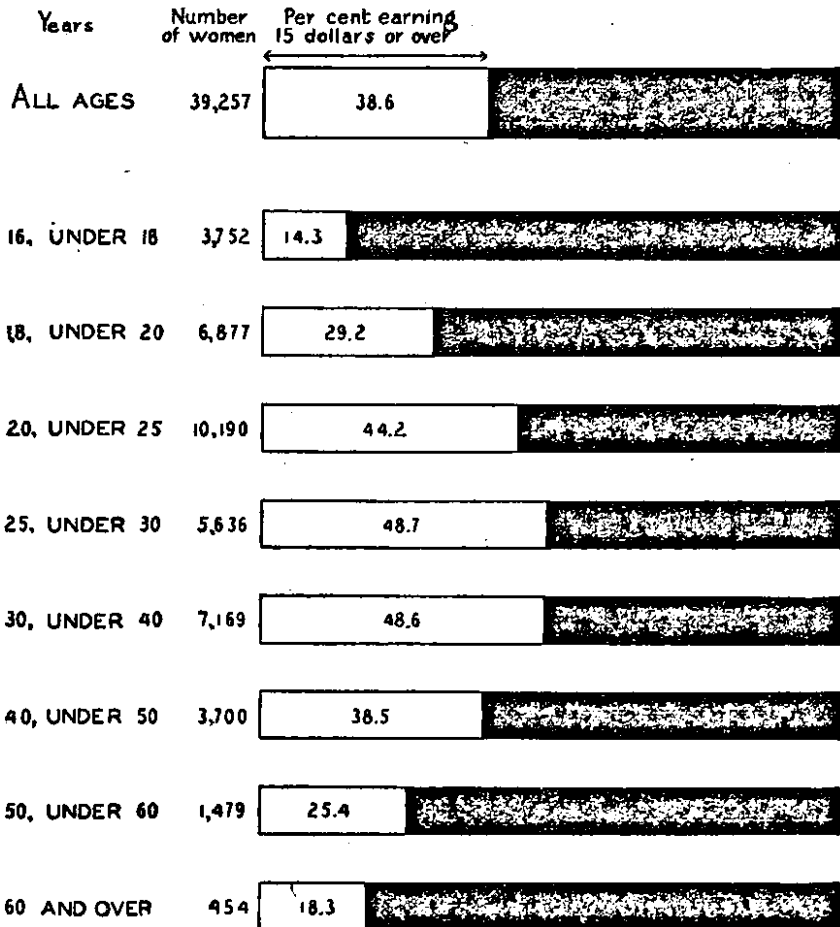 Years Number Per cent earning
of women 15 dollars or over
ALL AGES 39,257 38.6
16, UNDER 18 3,752 14.3
18, UNDER 20 6,877 29.2
20, UNDER 25 10,190 44.2
25, UNDER 30 5,636 48.7
30, UNDER 40 7,169 48.6
40, UNDER 50 3,700 38.5
50, UNDER 60 1,479 25.4
60 AND OVER 454 18.3